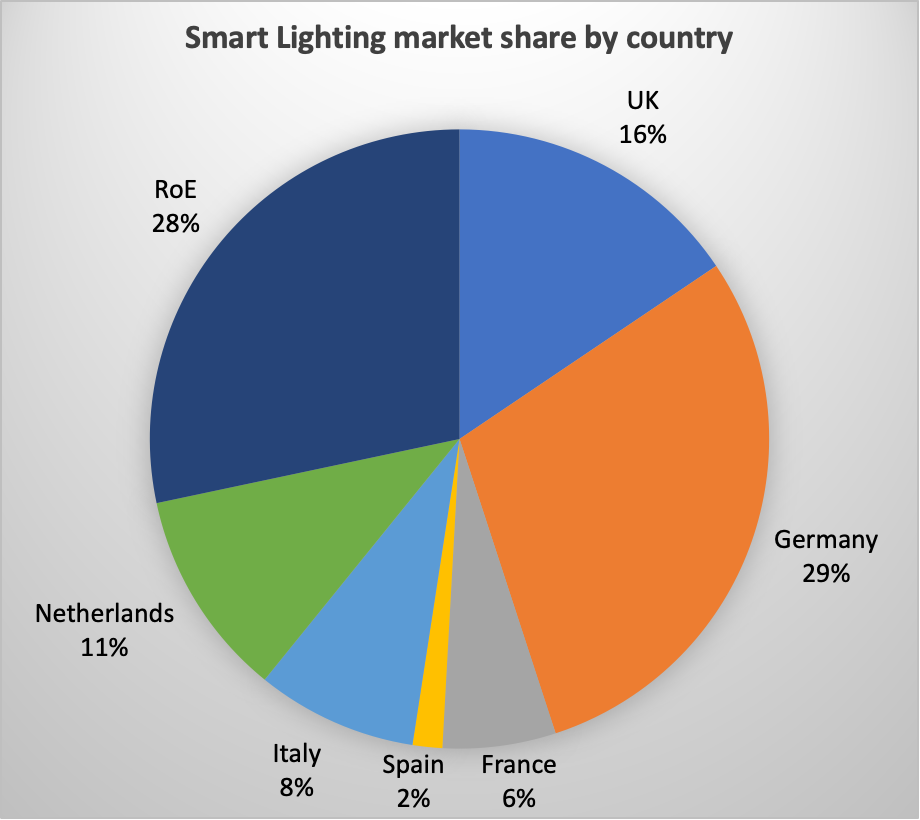 Smart Lighting market share by country
UK
16%
RoE
28%
Germany
29%
Netherlands
11%
Italy
8%
Spain
2%
France
6%